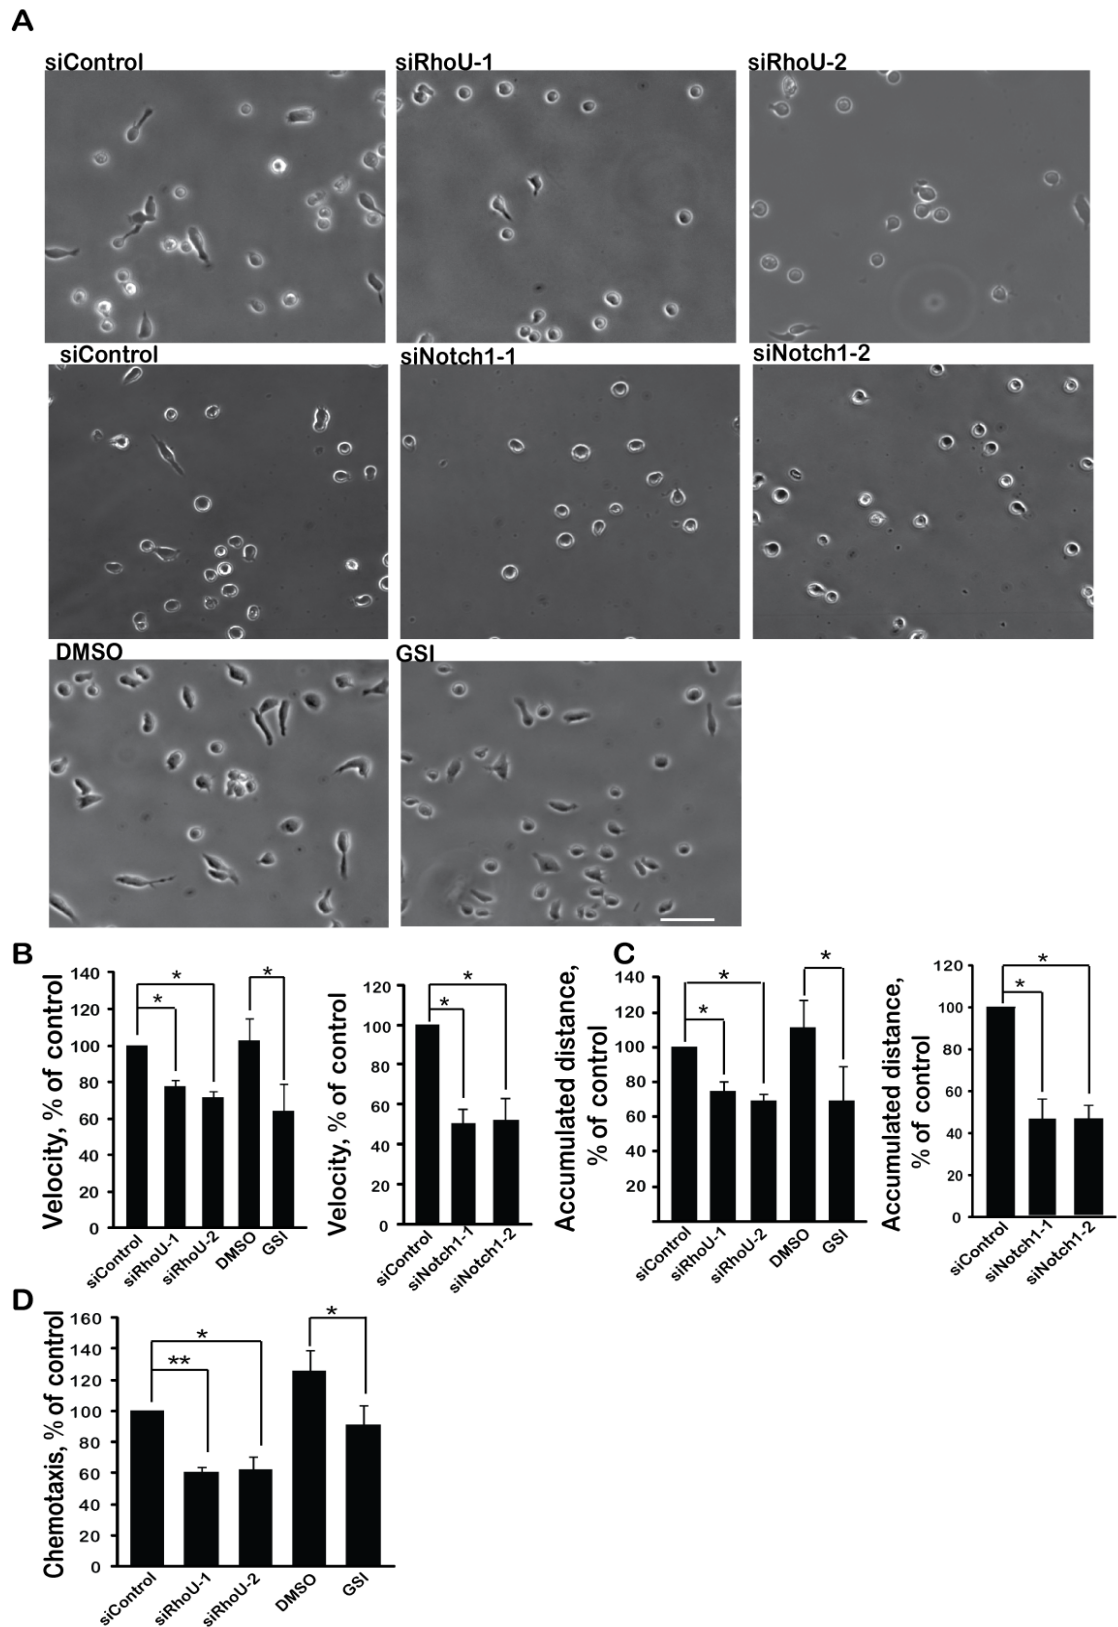 A
siControl siRhoU-1 siRhoU-2
siControl siNotch1-1 siNotch1-2
DMSO GSI
B
Velocity, % of control
140
120
100
80
60
40
20
0
* * *
siControl siRhoU-1 siRhoU-2 DMSO GSI
Velocity, % of control
120
100
80
60
40
20
0
* *
siControl siNotch1-1 siNotch1-2
C
Accumulated distance,
% of control
140
120
100
80
60
40
20
* * *
siControl siRhoU-1 siRhoU-2 DMSO GSI
Accumulated distance,
% of control
120
100
80
60
40
20
0
* *
siControl siNotch1-1 siNotch1-2
D
Chemotaxis, % of control
160
140
120
100
80
60
40
20
0
** * *
siControl siRhoU-1 siRhoU-2 DMSO GSI